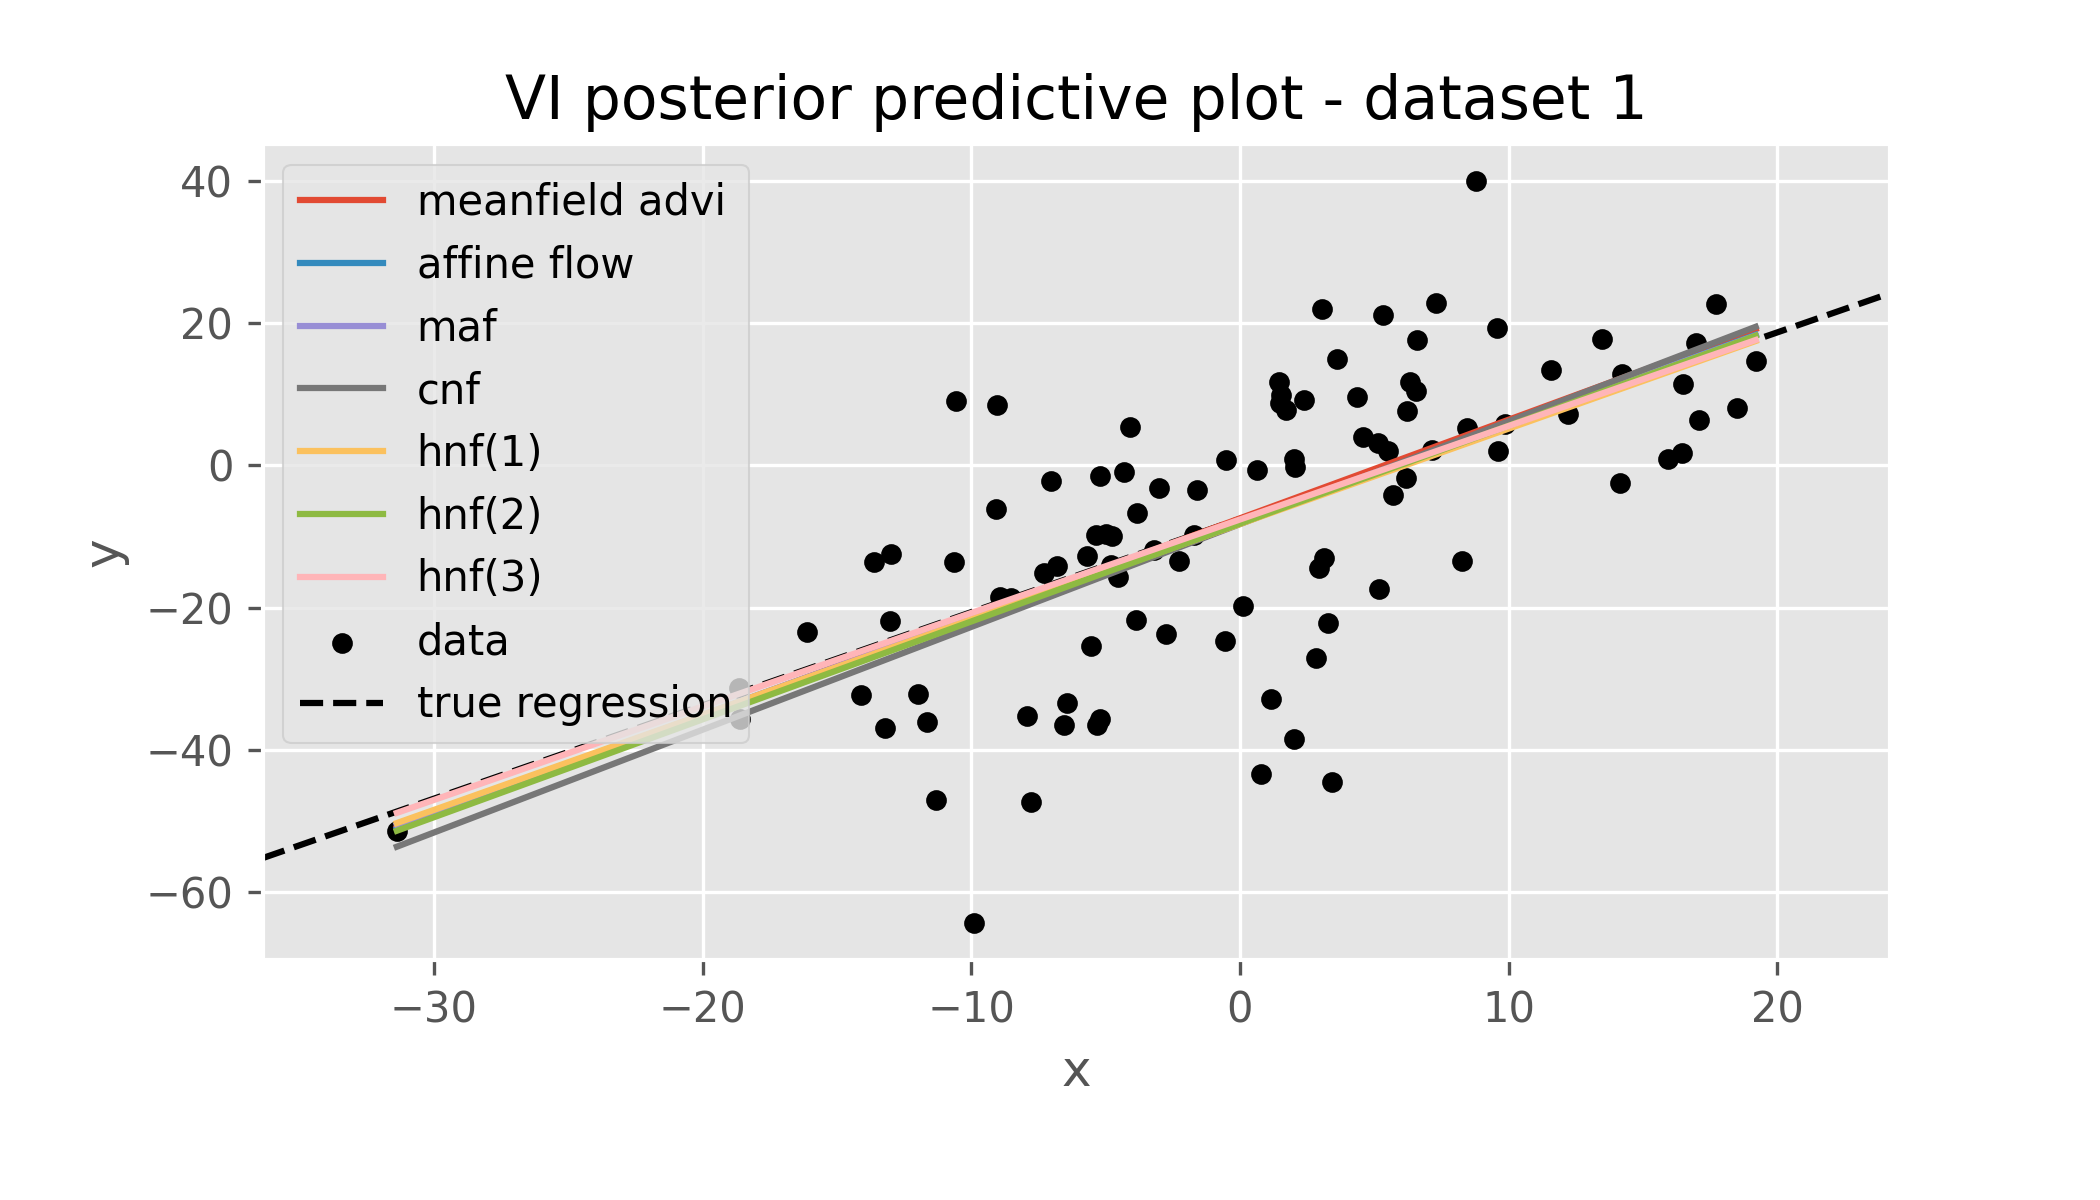 VI posterior predictive plot - dataset 1
meanfield advi
affine flow
maf
cnf
hnf(1)
hnf(2)
hnf(3)
data
true regression
40
20
0
−20
−40
−60
y
−30 −20 −10 0 10 20
x